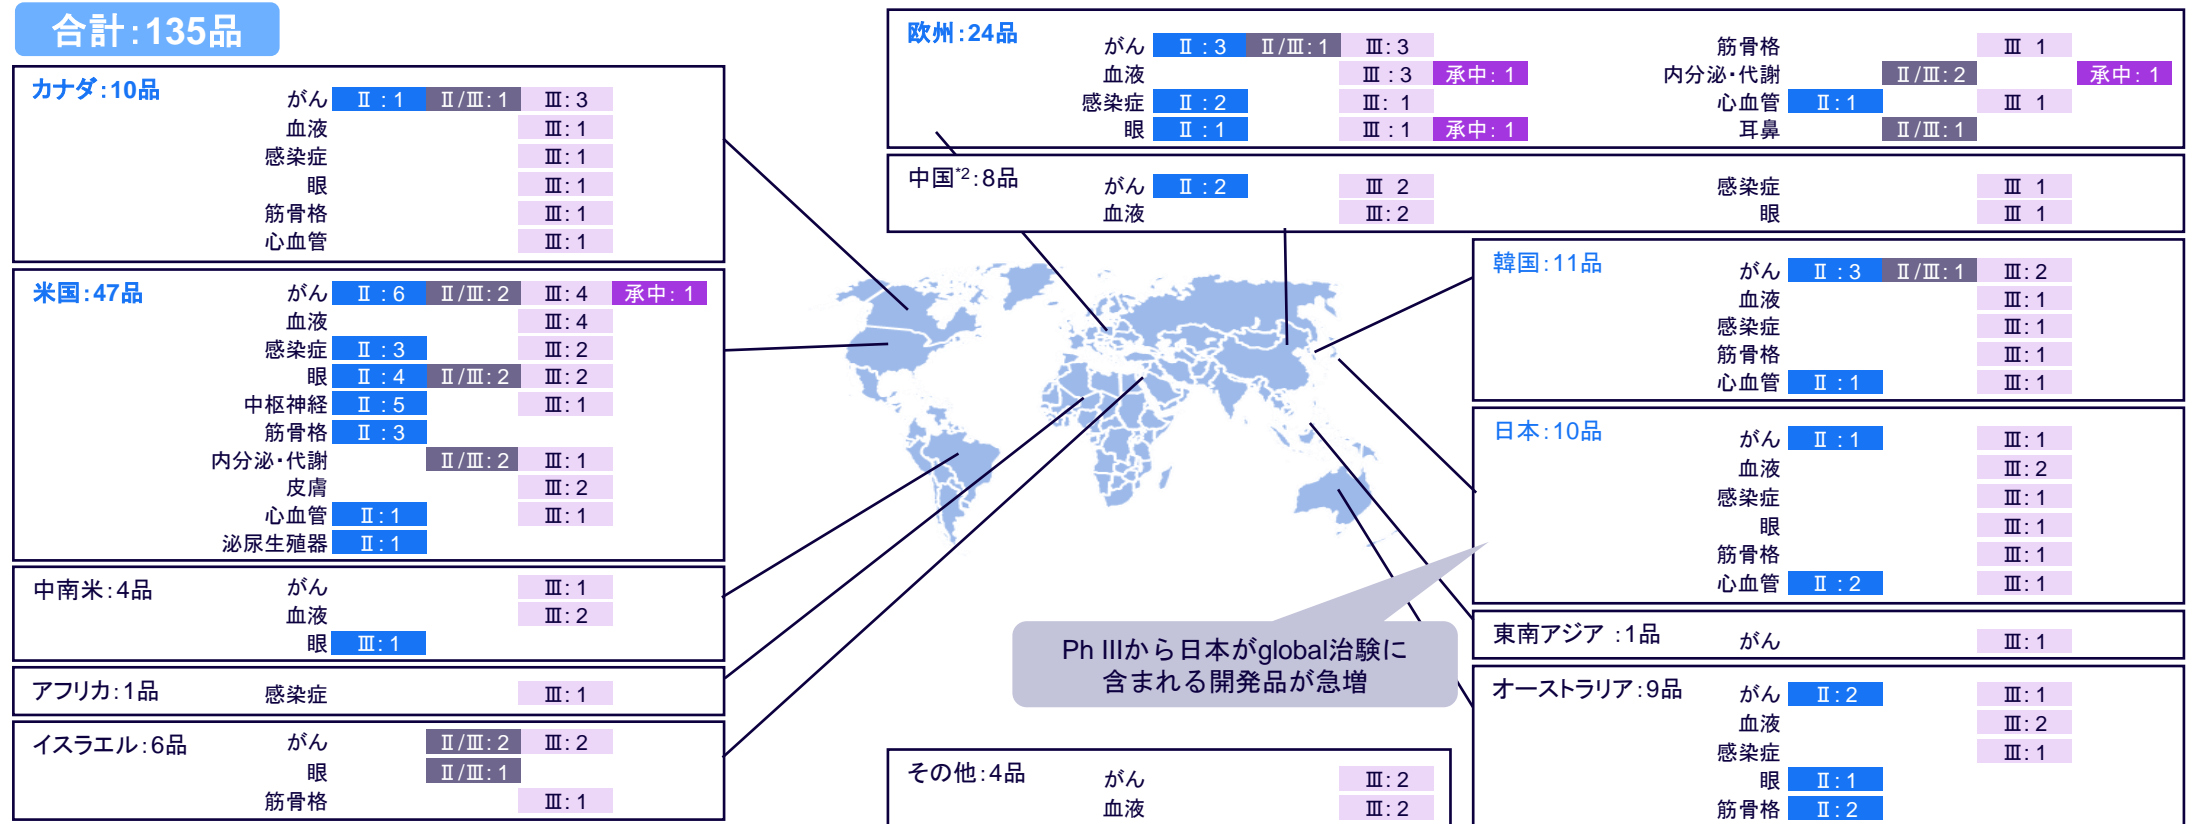 合計:135品
カナダ:10品
がん Ⅱ:1 Ⅱ/Ⅲ:1 Ⅲ:3
血液 Ⅲ:1
感染症 Ⅲ:1
眼 Ⅲ:1
筋骨格 Ⅲ:1
心血管 Ⅲ:1
米国:47品
がん Ⅱ:6 Ⅱ/Ⅲ:2 Ⅲ:4 承中:1
血液 Ⅲ:4
感染症 Ⅱ:3 Ⅲ:2
眼 Ⅱ:4 Ⅱ/Ⅲ:2 Ⅲ:2
中枢神経 Ⅱ:5 Ⅲ:1
筋骨格 Ⅱ:3
内分泌・代謝 Ⅱ/Ⅲ:2 Ⅲ:1
皮膚 Ⅲ:2
心血管 Ⅱ:1 Ⅲ:1
泌尿生殖器 Ⅱ:1
中南米:4品
がん Ⅲ:1
血液 Ⅲ:2
眼 Ⅲ:1
アフリカ:1品
感染症 Ⅲ:1
イスラエル:6品
がん Ⅱ/Ⅲ:2 Ⅲ:2
眼 Ⅱ/Ⅲ:1
筋骨格 Ⅲ:1
欧州:24品
がん Ⅱ:3 Ⅱ/Ⅲ:1 Ⅲ:3
血液 Ⅲ:3 承中:1
感染症 Ⅱ:2 Ⅲ:1
眼 Ⅱ:1 Ⅲ:1 承中:1
筋骨格 Ⅲ 1
内分泌・代謝 Ⅱ/Ⅲ:2 承中:1
心血管 Ⅱ:1 Ⅲ 1
耳鼻 Ⅱ/Ⅲ:1
中国*2:8品
がん Ⅱ:2 Ⅲ 2
血液 Ⅲ:2
感染症 Ⅲ 1
眼 Ⅲ 1
韓国:11品
がん Ⅱ:3 Ⅱ/Ⅲ:1 Ⅲ:2
血液 Ⅲ:1
感染症 Ⅲ:1
筋骨格 Ⅲ:1
心血管 Ⅱ:1 Ⅲ:1
日本:10品
がん Ⅱ:1 Ⅲ:1
血液 Ⅲ:2
感染症 Ⅲ:1
眼 Ⅲ:1
筋骨格 Ⅲ:1
心血管 Ⅱ:2 Ⅲ:1
Ph IIIから日本がglobal治験に
含まれる開発品が急増
東南アジア :1品
がん Ⅲ:1
オーストラリア:9品
がん Ⅱ:2 Ⅲ:1
血液 Ⅲ:2
感染症 Ⅲ:1
眼 Ⅱ:1
筋骨格 Ⅱ:2
その他:4品
がん Ⅲ:2
血液 Ⅲ:2